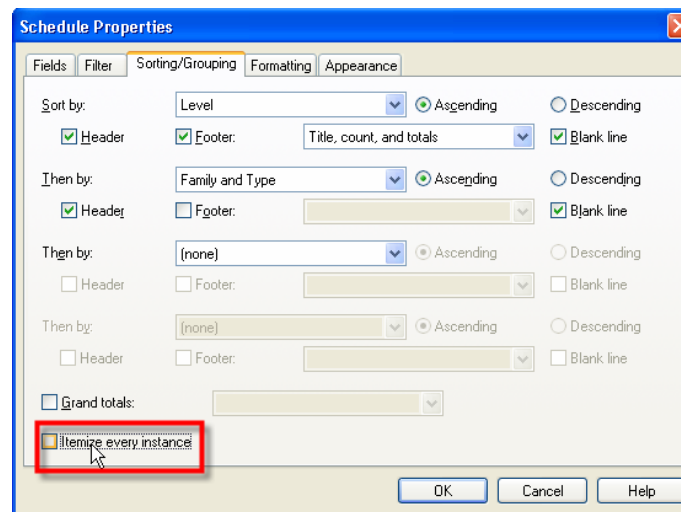 Schedule Properties
Fields Filter Sorting/Grouping Formatting Appearance
Sort by: Level Ascending Descending
Header Footer: Title, count, and totals Blank line
Then by: Family and Type Ascending Descending
Header Footer: Blank line
Then by: (none) Ascending Descending
Header Footer: Blank line
Then by: (none) Ascending Descending
Header Footer: Blank line
Grand totals:
Itemize every instance
OK Cancel Help